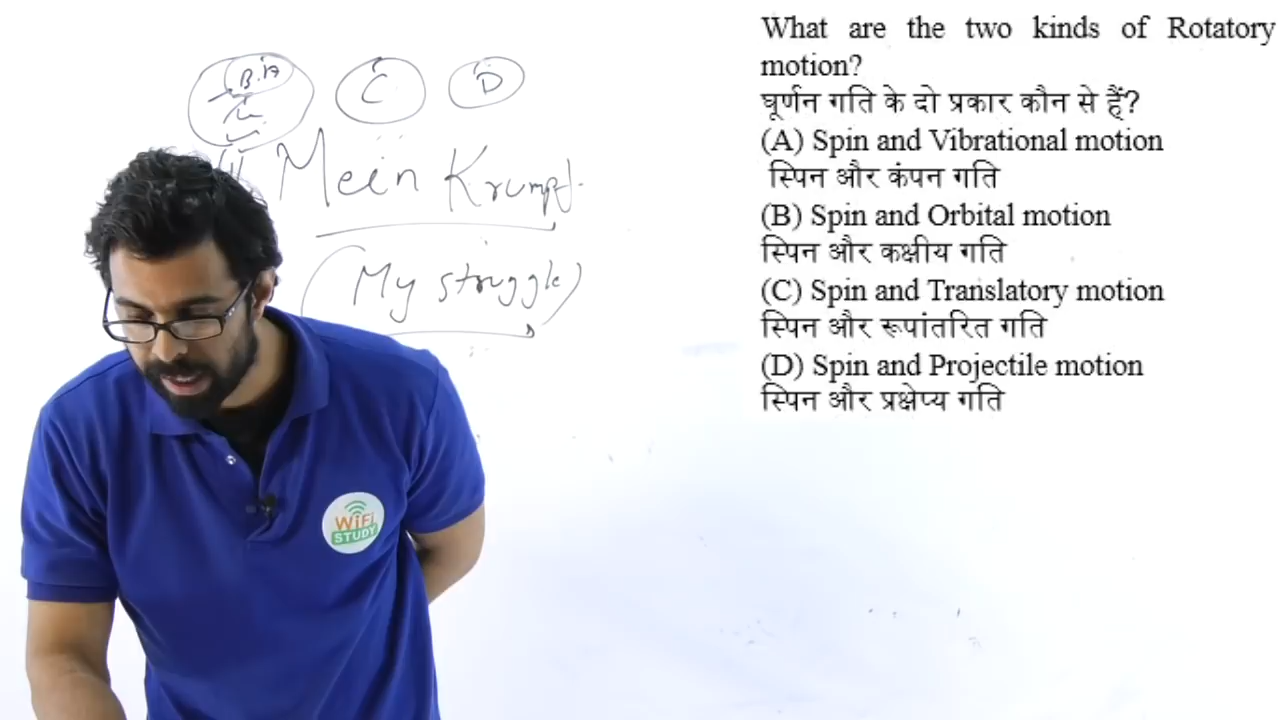 B.A
C
D
Mein Krumpf.
(My struggle)
WiFi
STUDY
What are the two kinds of Rotatory
motion?
घूर्णन गति के दो प्रकार कौन से हैं?
(A) Spin and Vibrational motion
स्पिन और कंपन गति
(B) Spin and Orbital motion
स्पिन और कक्षीय गति
(C) Spin and Translatory motion
स्पिन और रूपांतरित गति
(D) Spin and Projectile motion
स्पिन और प्रक्षेप्य गति